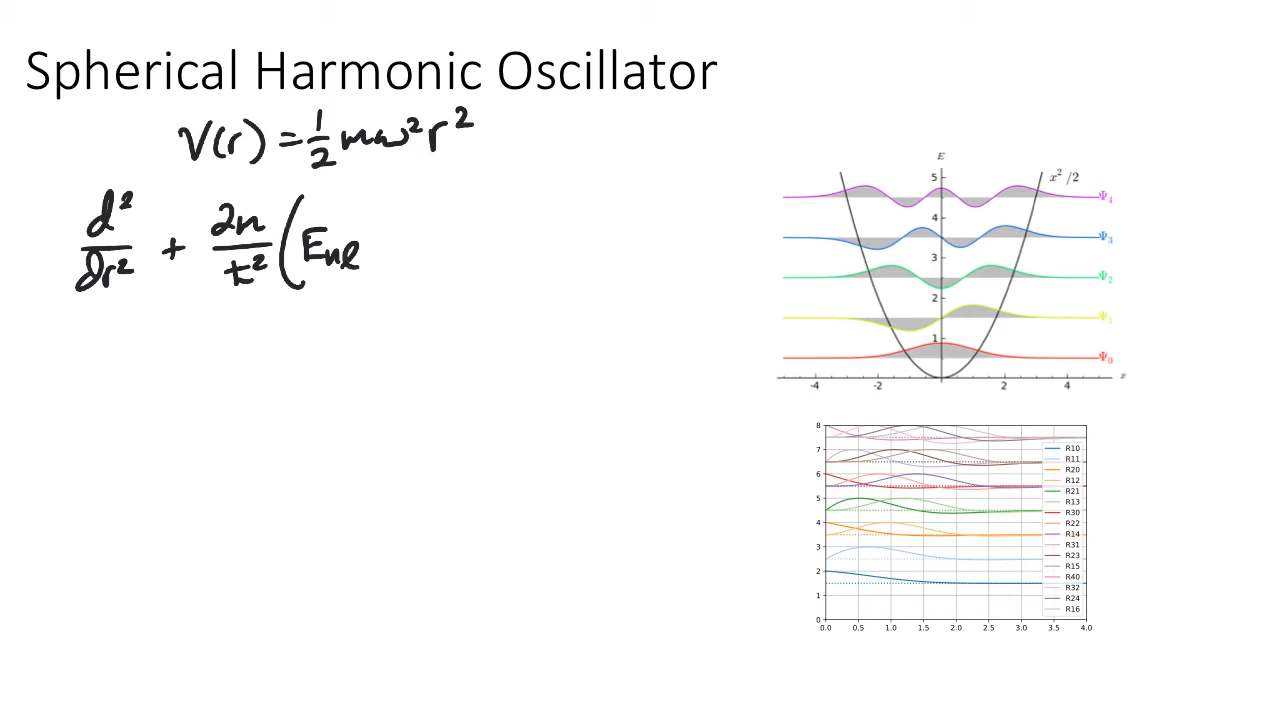 Spherical Harmonic Oscillator
V(r) = 1/2 mω² r²
d²/dr² + 2m/ħ² ( E_nℓ
E
x²/2
5
4
3
2
1
Ψ₄
Ψ₃
Ψ₂
Ψ₁
Ψ₀
-4 -2 2 4 x
8
7
6
5
4
3
2
1
0
0.0 0.5 1.0 1.5 2.0 2.5 3.0 3.5 4.0
R10
R11
R20
R12
R21
R13
R30
R22
R14
R31
R23
R15
R40
R32
R24
R16